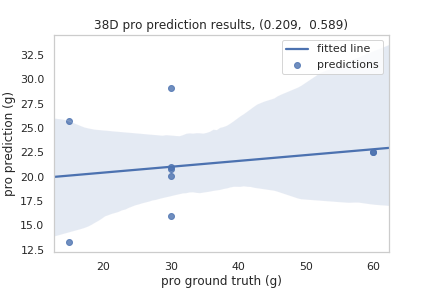 38D pro prediction results, (0.209,  0.589)
fitted line
predictions
pro prediction (g)
32.5
30.0
27.5
25.0
22.5
20.0
17.5
15.0
12.5
20 30 40 50 60
pro ground truth (g)